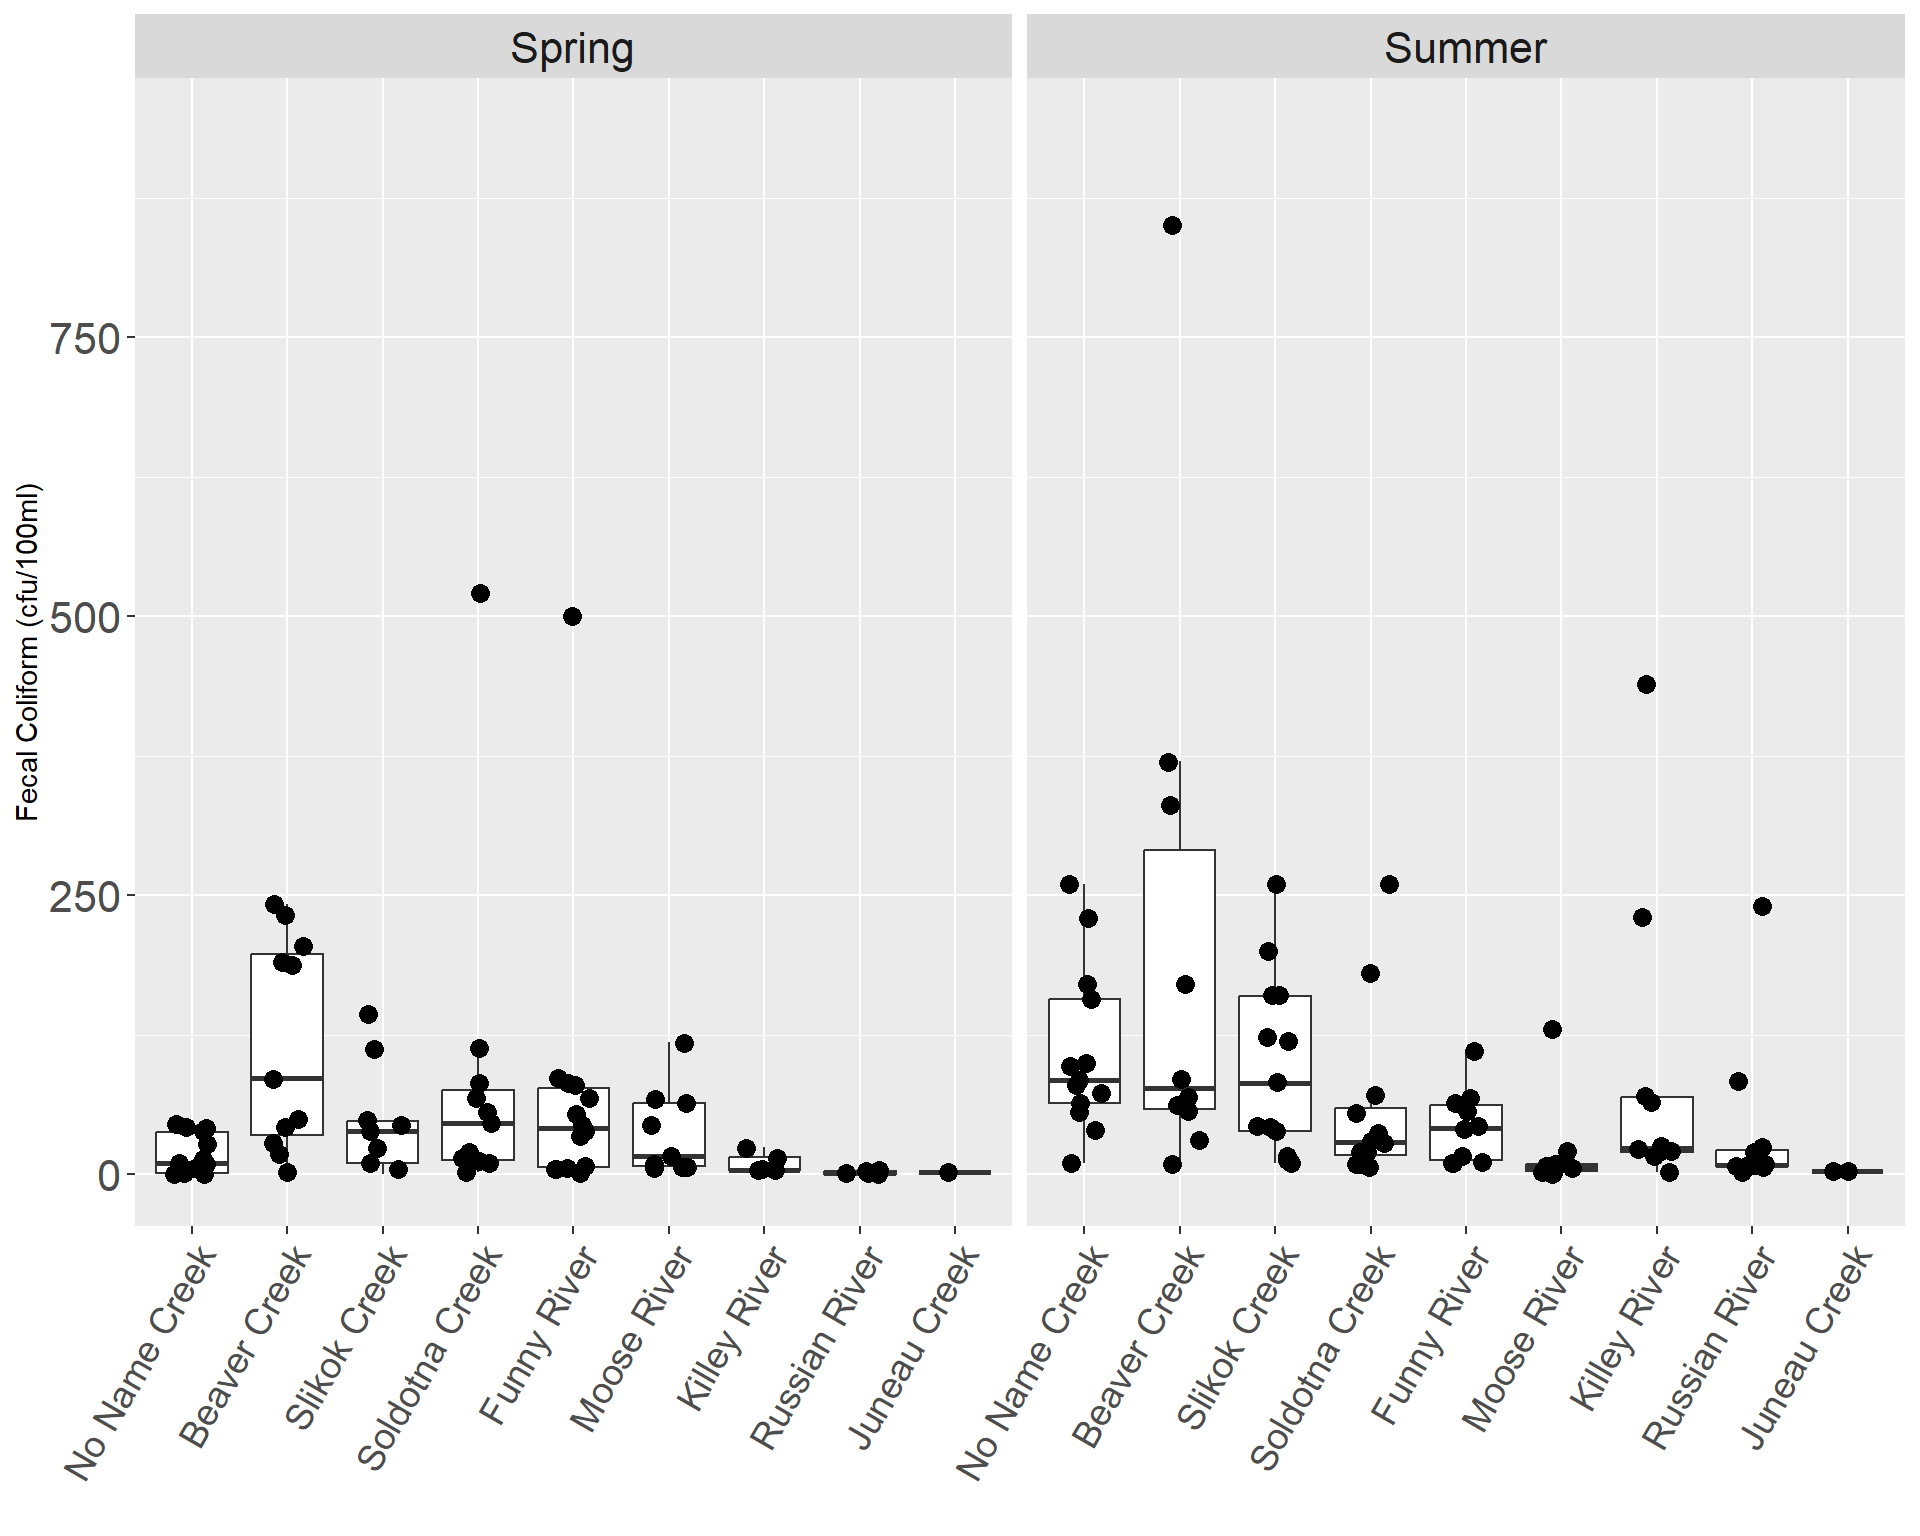 Spring
Summer
Fecal Coliform (cfu/100ml)
750
500
250
0
No Name Creek
Beaver Creek
Slikok Creek
Soldotna Creek
Funny River
Moose River
Killey River
Russian River
Juneau Creek
No Name Creek
Beaver Creek
Slikok Creek
Soldotna Creek
Funny River
Moose River
Killey River
Russian River
Juneau Creek